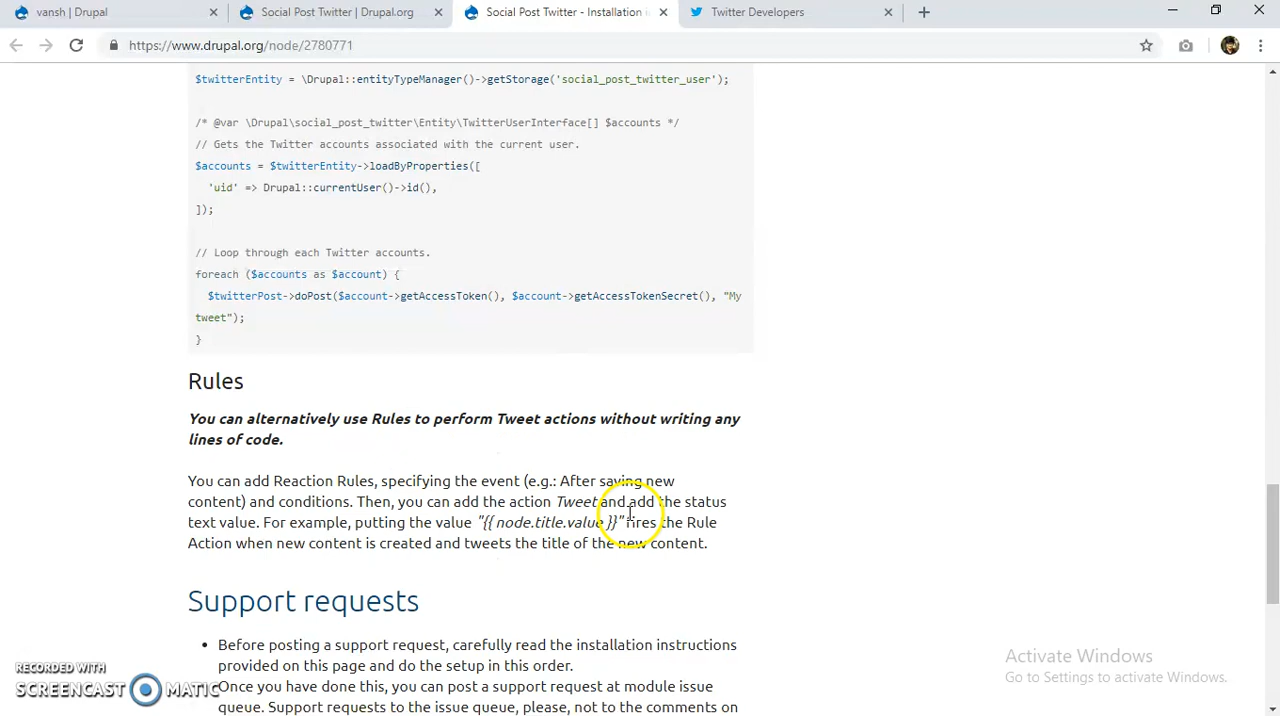 vansh | Drupal
Social Post Twitter | Drupal.org
Social Post Twitter - Installation i
Twitter Developers
https://www.drupal.org/node/2780771
$twitterEntity = \Drupal::entityTypeManager()->getStorage('social_post_twitter_user');
/* @var \Drupal\social_post_twitter\Entity\TwitterUserInterface[] $accounts */
// Gets the Twitter accounts associated with the current user.
$accounts = $twitterEntity->loadByProperties([
'uid' => Drupal::currentUser()->id(),
]);
// Loop through each Twitter accounts.
foreach ($accounts as $account) {
$twitterPost->doPost($account->getAccessToken(), $account->getAccessTokenSecret(), "My
tweet");
}
Rules
You can alternatively use Rules to perform Tweet actions without writing any
lines of code.
You can add Reaction Rules, specifying the event (e.g.: After saving new
content) and conditions. Then, you can add the action Tweet and add the status
text value. For example, putting the value "{{ node.title.value }}" fires the Rule
Action when new content is created and tweets the title of the new content.
Support requests
• Before posting a support request, carefully read the installation instructions
provided on this page and do the setup in this order.
Once you have done this, you can post a support request at module issue
queue. Support requests to the issue queue, please, not to the comments on
Activate Windows
Go to Settings to activate Windows.
RECORDED WITH
SCREENCAST MATIC